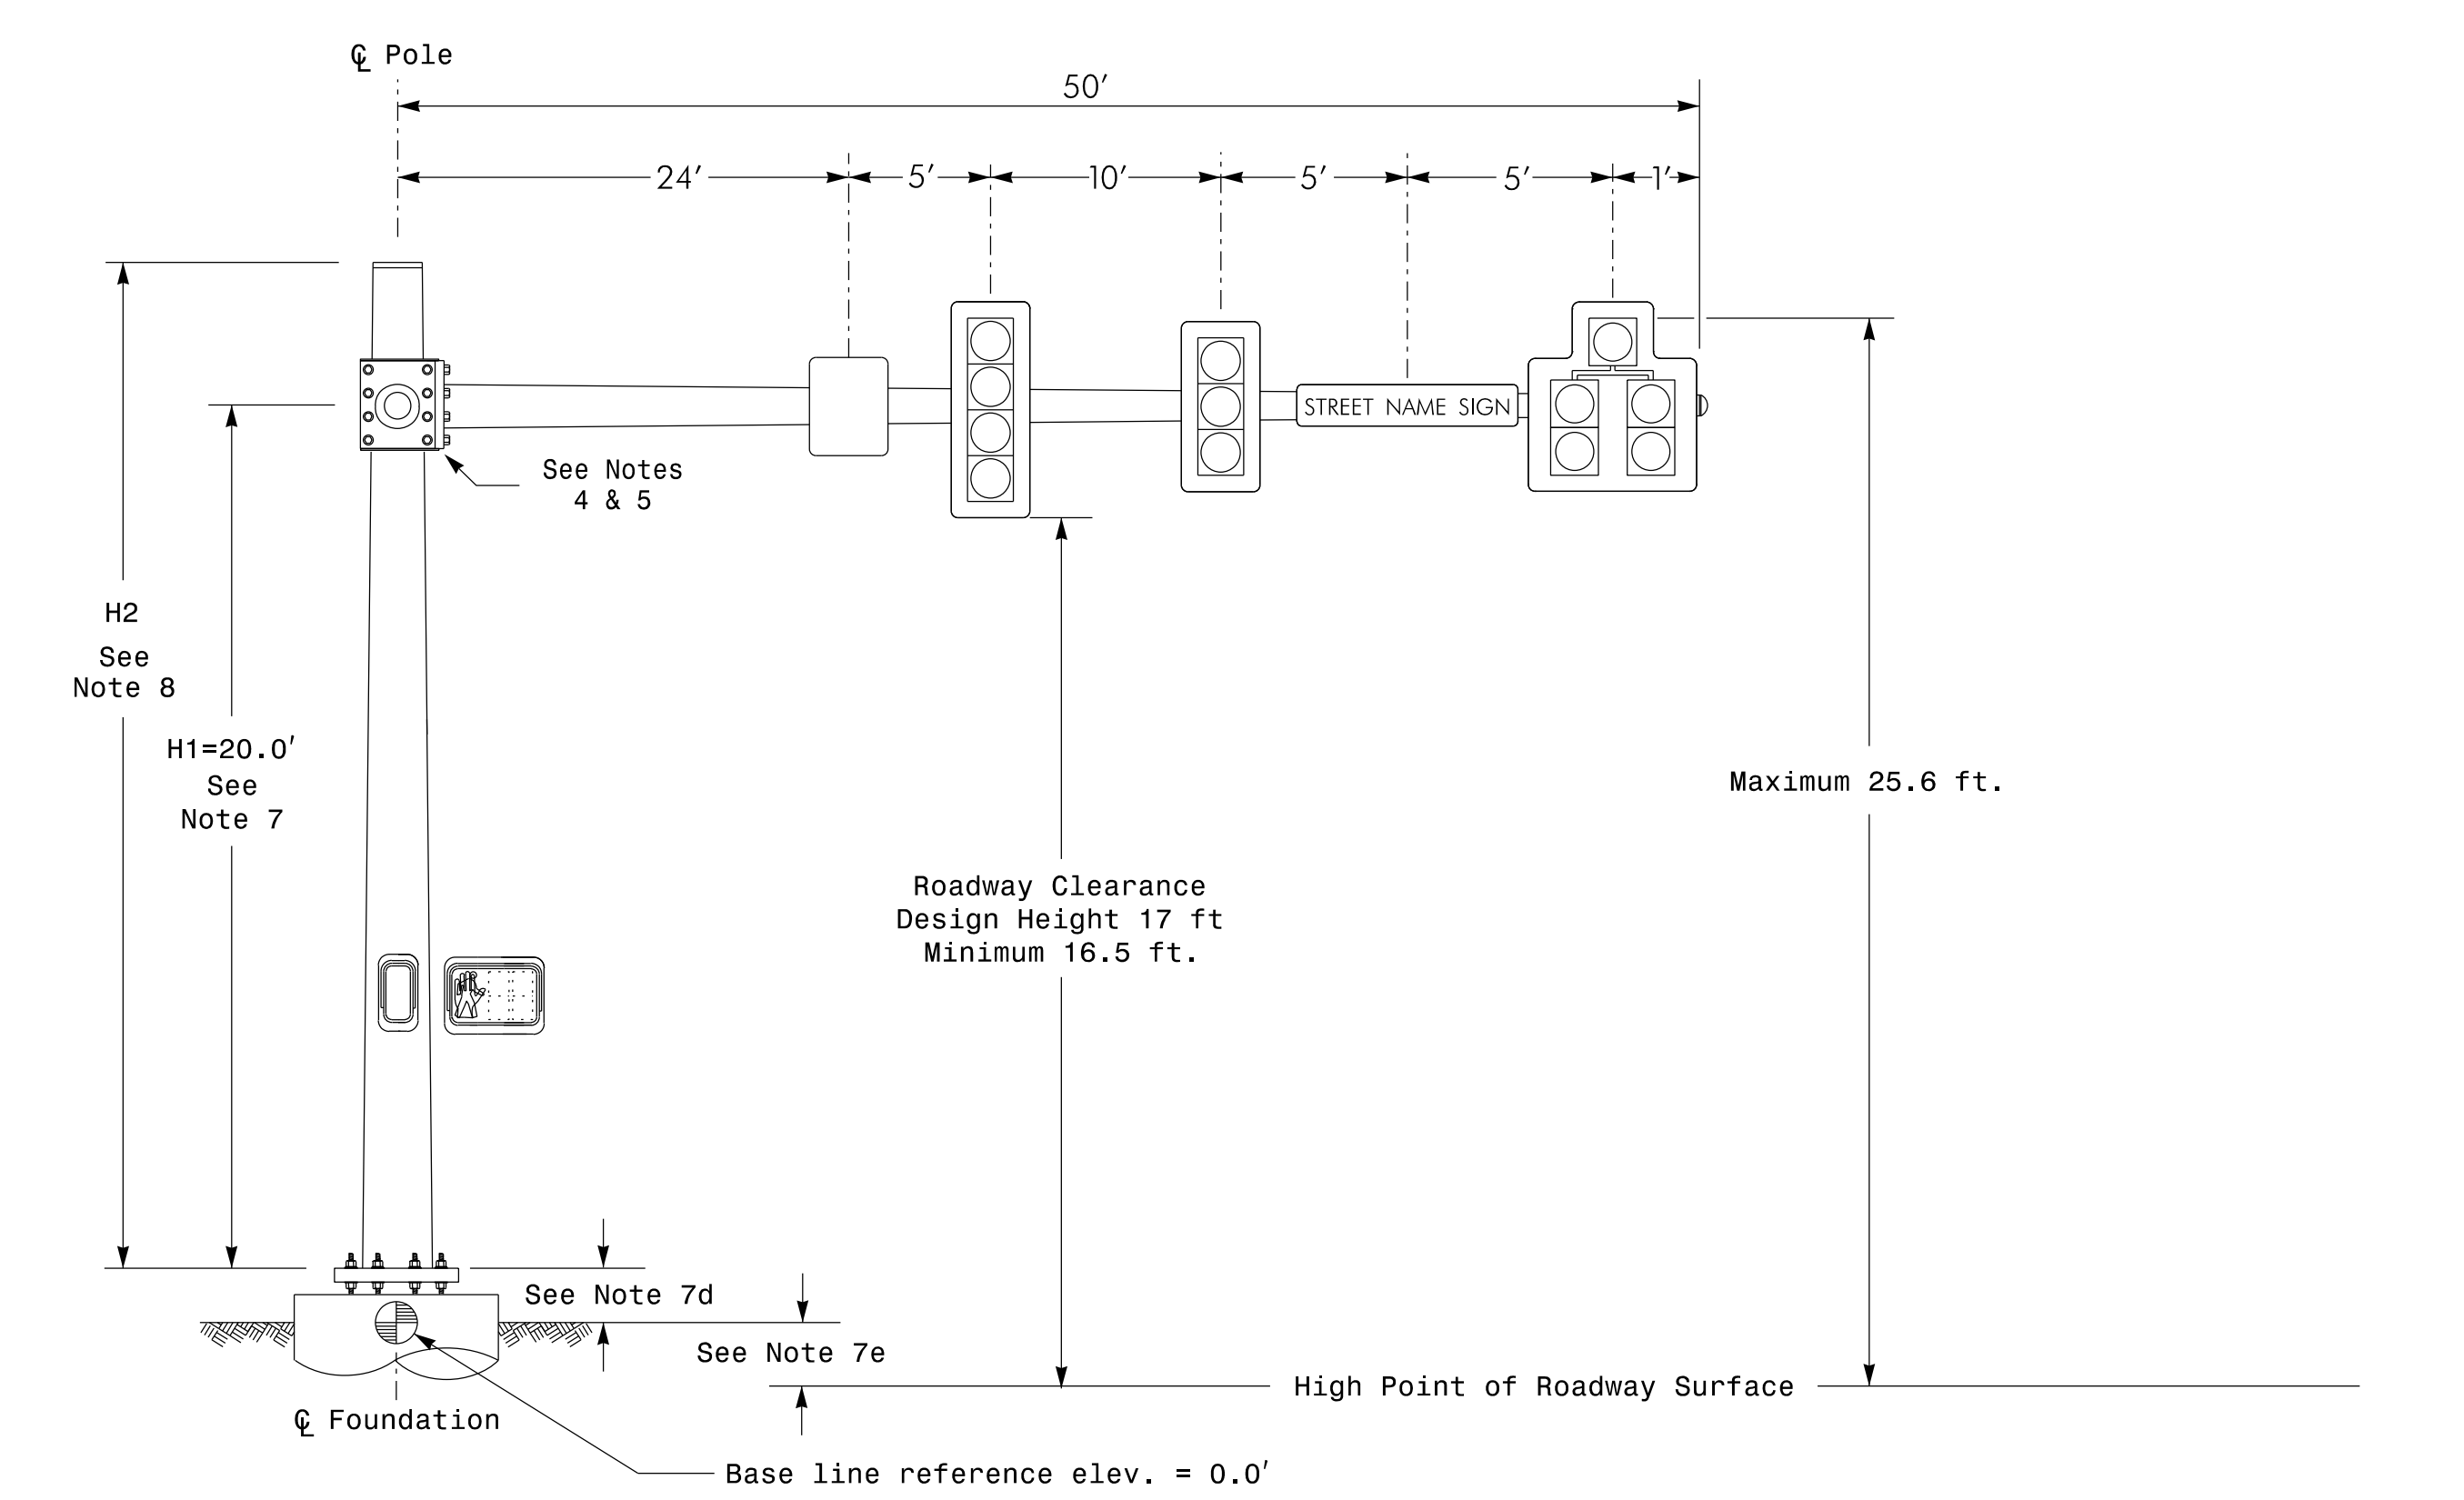 ℄ Pole
50'
24'
5'
10'
5'
5'
1'
STREET NAME SIGN
See Notes
4 & 5
H2
See
Note 8
H1=20.0'
See
Note 7
Maximum 25.6 ft.
Roadway Clearance
Design Height 17 ft
Minimum 16.5 ft.
See Note 7d
See Note 7e
High Point of Roadway Surface
℄ Foundation
Base line reference elev. = 0.0'